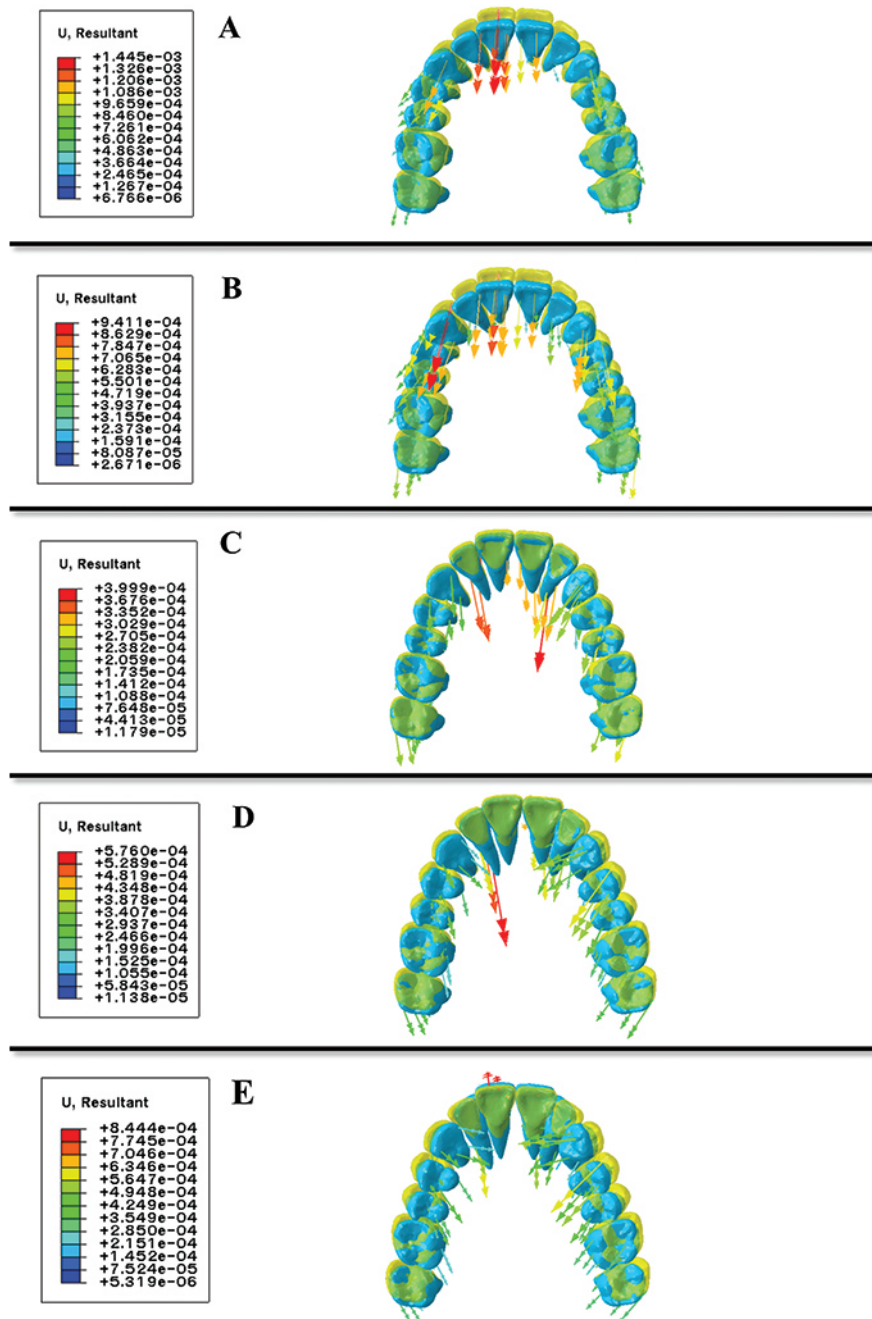 A
U, Resultant
+1.445e-03
+1.326e-03
+1.206e-03
+1.086e-03
+9.659e-04
+8.460e-04
+7.261e-04
+6.062e-04
+4.863e-04
+3.664e-04
+2.465e-04
+1.267e-04
+6.766e-06
B
U, Resultant
+9.411e-04
+8.629e-04
+7.847e-04
+7.065e-04
+6.283e-04
+5.501e-04
+4.719e-04
+3.937e-04
+3.155e-04
+2.373e-04
+1.591e-04
+8.087e-05
+2.671e-06
C
U, Resultant
+3.999e-04
+3.676e-04
+3.352e-04
+3.029e-04
+2.705e-04
+2.382e-04
+2.059e-04
+1.735e-04
+1.412e-04
+1.088e-04
+7.648e-05
+4.413e-05
+1.179e-05
D
U, Resultant
+5.760e-04
+5.289e-04
+4.819e-04
+4.348e-04
+3.878e-04
+3.407e-04
+2.937e-04
+2.466e-04
+1.996e-04
+1.525e-04
+1.055e-04
+5.843e-05
+1.138e-05
E
U, Resultant
+8.444e-04
+7.745e-04
+7.046e-04
+6.346e-04
+5.647e-04
+4.948e-04
+4.249e-04
+3.549e-04
+2.850e-04
+2.151e-04
+1.452e-04
+7.524e-05
+5.319e-06